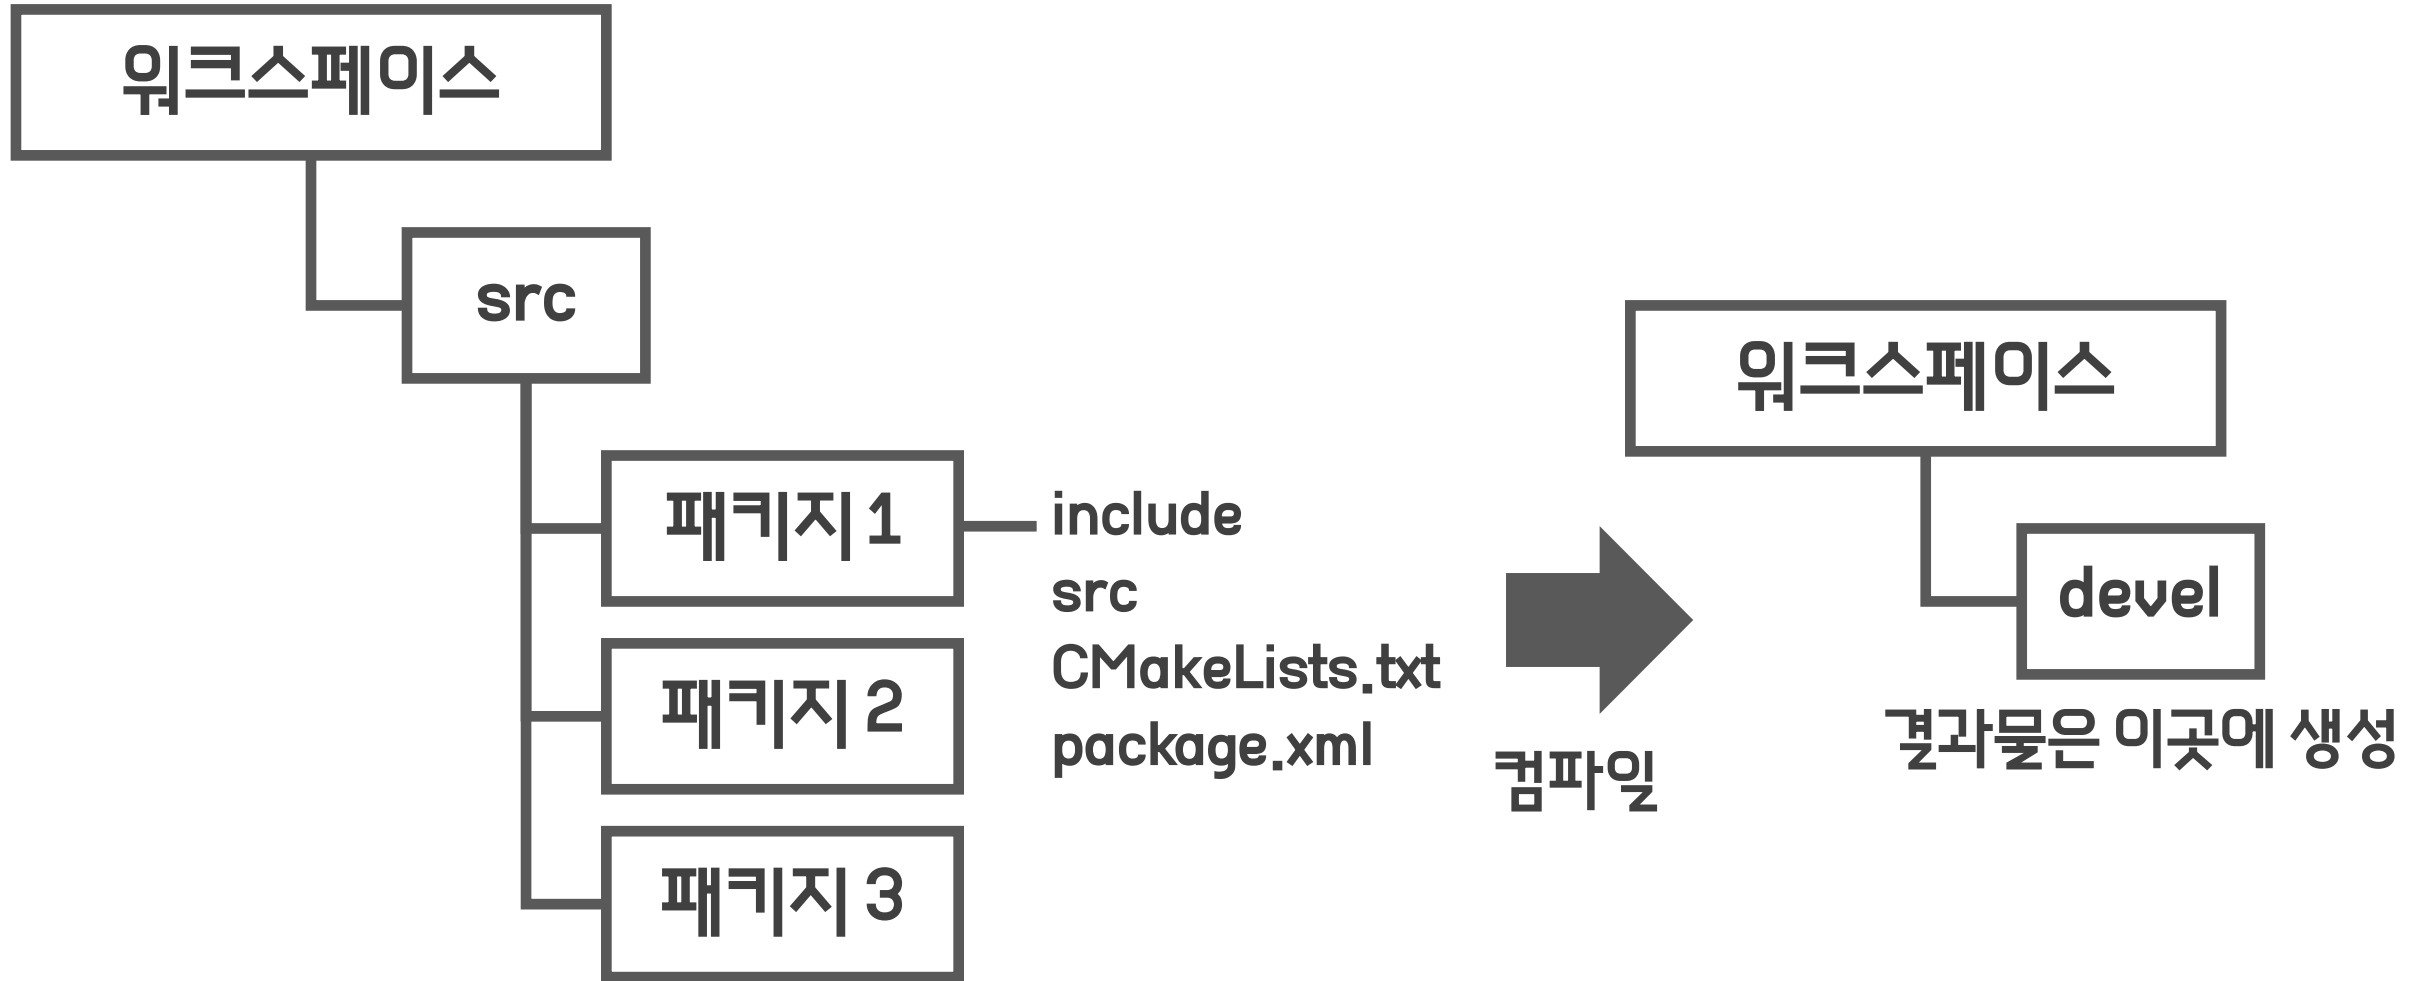 워크스페이스
src
패키지 1
include
src
CMakeLists.txt
package.xml
패키지 2
패키지 3
컴파일
워크스페이스
devel
결과물은 이곳에 생성